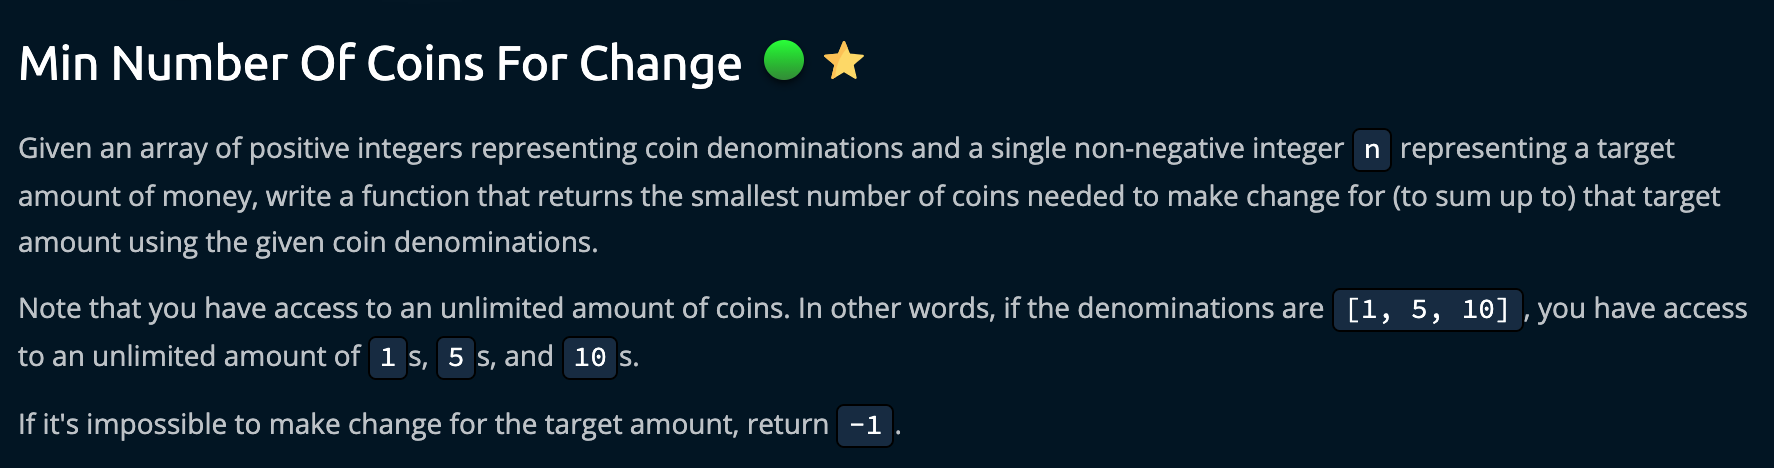 Min Number Of Coins For Change
Given an array of positive integers representing coin denominations and a single non-negative integer n representing a target
amount of money, write a function that returns the smallest number of coins needed to make change for (to sum up to) that target
amount using the given coin denominations.
Note that you have access to an unlimited amount of coins. In other words, if the denominations are [1, 5, 10], you have access
to an unlimited amount of 1s, 5s, and 10s.
If it's impossible to make change for the target amount, return -1.